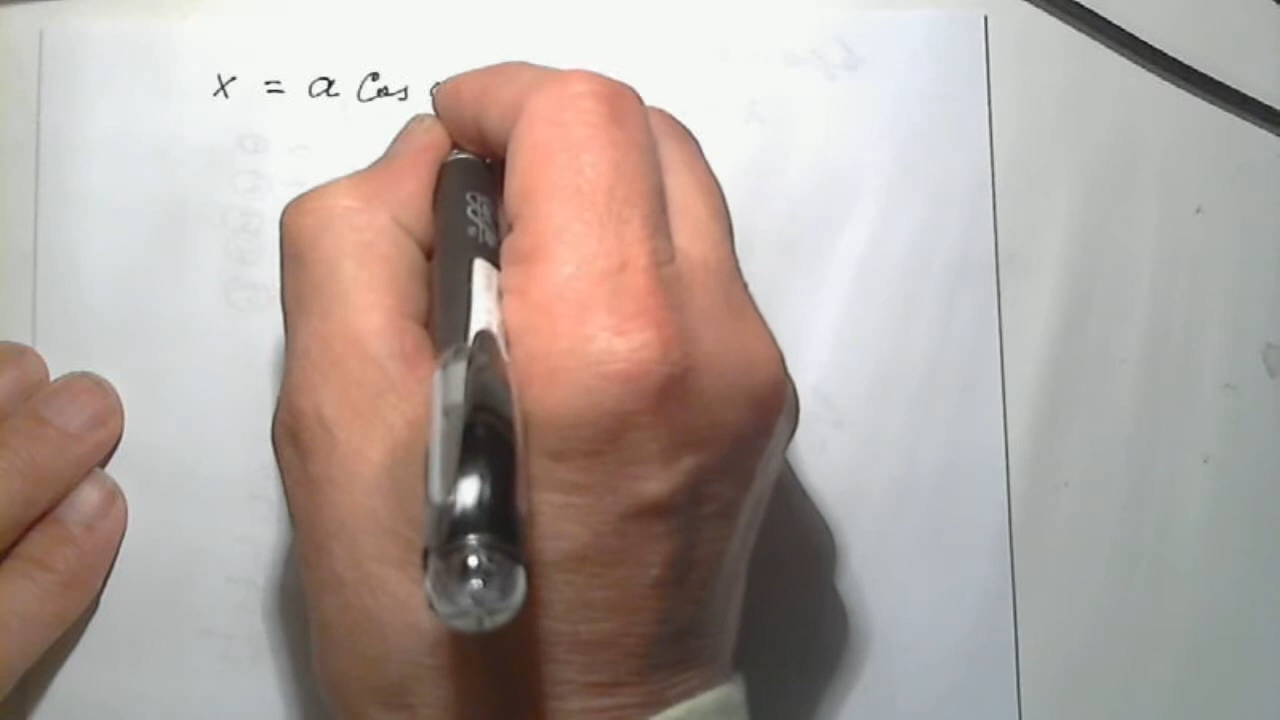 x = a Cos